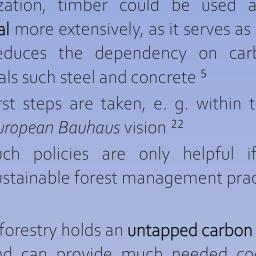 zation, timber could be used a
al more extensively, as it serves as
educes the dependency on carb
als such steel and concrete ⁵
rst steps are taken, e. g. within t
uropean Bauhaus vision ²²
uch policies are only helpful if
ustainable forest management prac
forestry holds an untapped carbon
nd can provide much needed co